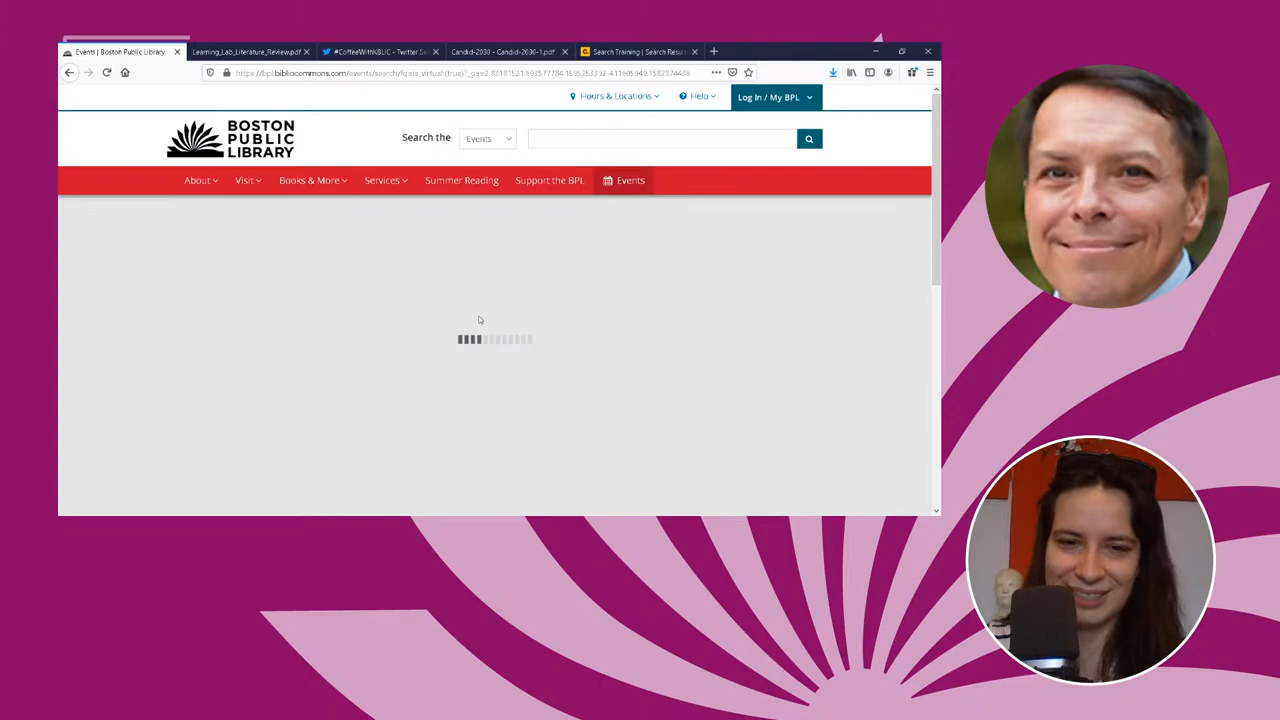 Events | Boston Public Library
Learning_Lab_Literature_Review.pdf
#CoffeeWithKBLIC - Twitter Se
Candid-2030 - Candid-2030-1.pdf
Search Training | Search Resul
Hours & Locations
Help
Log In / My BPL
BOSTON
PUBLIC
LIBRARY
Search the
Events
About
Visit
Books & More
Services
Summer Reading
Support the BPL
Events